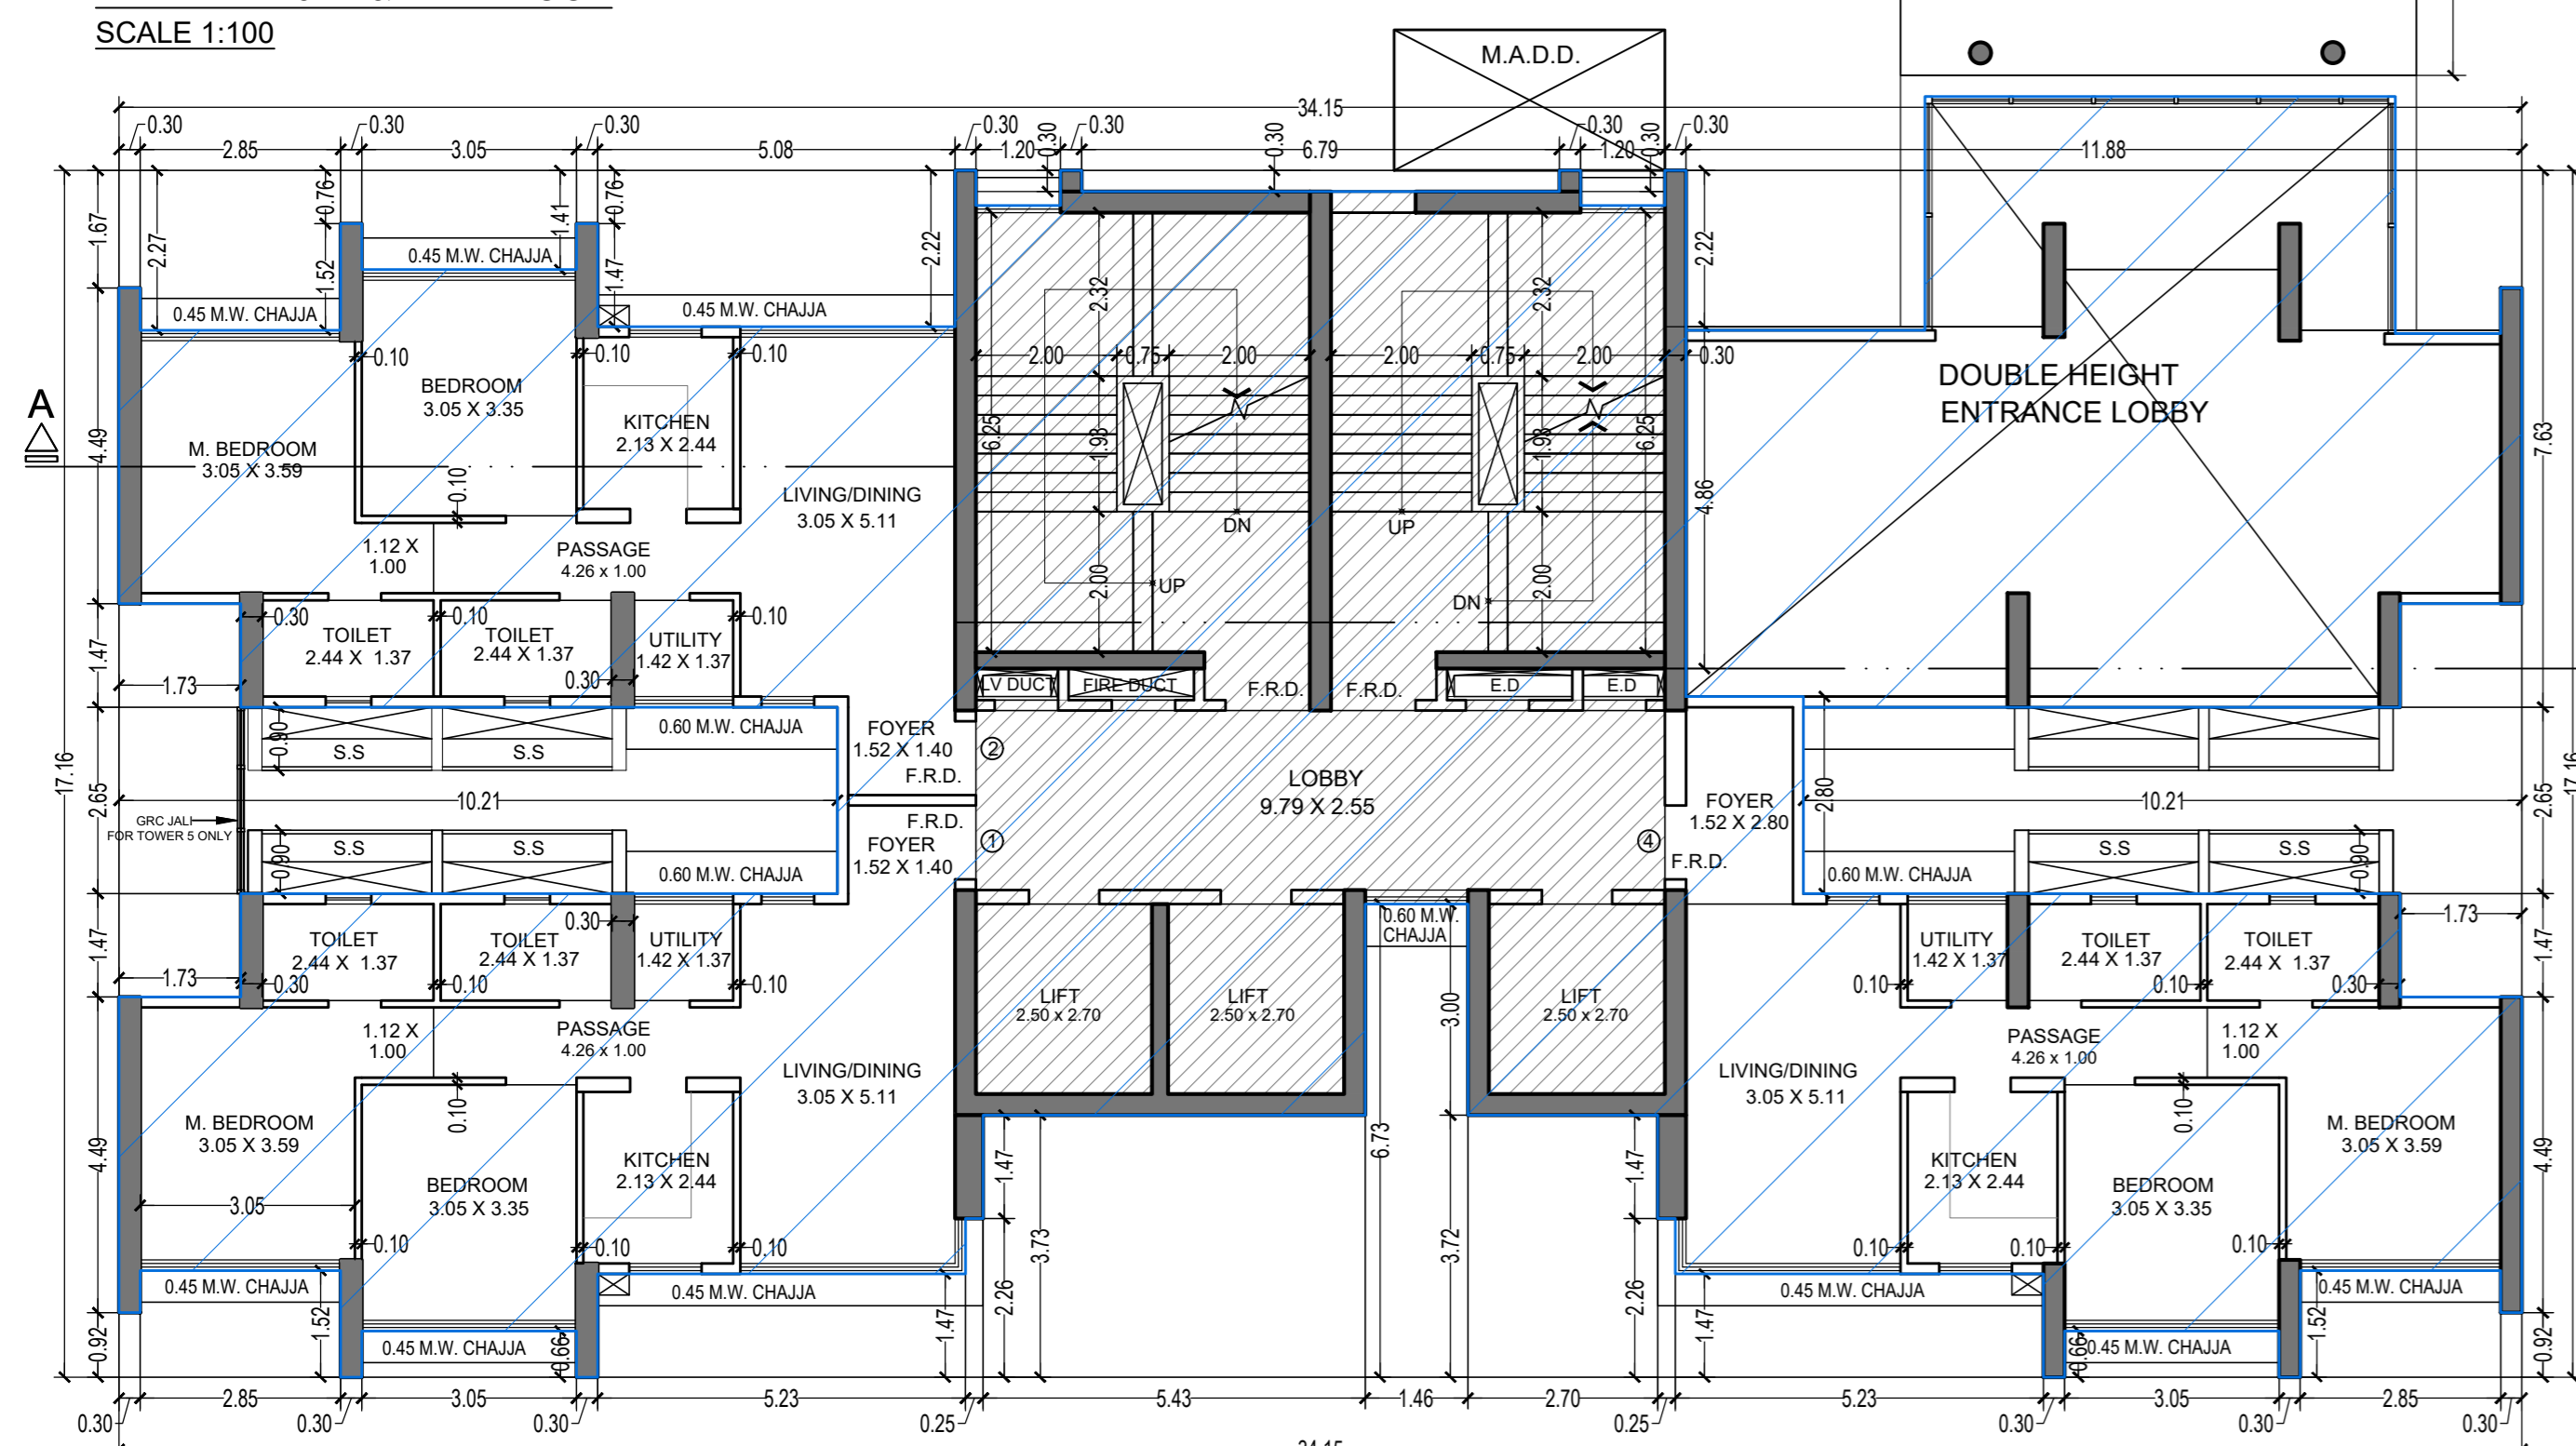 SCALE 1:100
M.A.D.D.
34.15
0.30
0.30
0.30
0.30
0.30
0.30
0.30
0.30
0.30
2.85
3.05
5.08
1.20
6.79
1.20
11.88
1.67
2.27
0.76
1.52
1.41
0.76
1.47
2.22
2.22
0.45 M.W. CHAJJA
0.45 M.W. CHAJJA
0.45 M.W. CHAJJA
2.32
2.32
0.10
0.10
0.10
2.00
0.75
2.00
2.00
0.75
2.00
0.30
A
BEDROOM
3.05 X 3.35
KITCHEN
2.13 X 2.44
M. BEDROOM
3.05 X 3.59
LIVING/DINING
3.05 X 5.11
DOUBLE HEIGHT
ENTRANCE LOBBY
4.49
0.10
6.25
1.93
1.93
6.25
4.86
7.63
DN
UP
1.12 X
1.00
PASSAGE
4.26 x 1.00
2.00
UP
DN
2.00
0.30
0.10
0.10
TOILET
2.44 X 1.37
TOILET
2.44 X 1.37
UTILITY
1.42 X 1.37
0.30
1.47
1.73
LV DUCT
FIRE DUCT
F.R.D.
F.R.D.
E.D
E.D
0.90
S.S
S.S
0.60 M.W. CHAJJA
FOYER
1.52 X 1.40
F.R.D.
2
LOBBY
9.79 X 2.55
17.16
2.65
10.21
GRC JALI
FOR TOWER 5 ONLY
F.R.D.
FOYER
1.52 X 1.40
1
4
F.R.D.
FOYER
1.52 X 2.80
2.80
10.21
2.65
17.16
0.90
S.S
S.S
0.60 M.W. CHAJJA
0.60 M.W. CHAJJA
S.S
S.S
0.90
0.60 M.W.
CHAJJA
1.47
1.73
0.30
TOILET
2.44 X 1.37
TOILET
2.44 X 1.37
UTILITY
1.42 X 1.37
0.30
0.10
0.10
LIFT
2.50 x 2.70
LIFT
2.50 x 2.70
LIFT
2.50 x 2.70
3.00
UTILITY
1.42 X 1.37
TOILET
2.44 X 1.37
TOILET
2.44 X 1.37
0.10
0.10
0.30
1.73
1.47
1.12 X
1.00
PASSAGE
4.26 x 1.00
PASSAGE
4.26 x 1.00
1.12 X
1.00
LIVING/DINING
3.05 X 5.11
LIVING/DINING
3.05 X 5.11
0.10
0.10
M. BEDROOM
3.05 X 3.59
M. BEDROOM
3.05 X 3.59
4.49
4.49
BEDROOM
3.05 X 3.35
KITCHEN
2.13 X 2.44
KITCHEN
2.13 X 2.44
BEDROOM
3.05 X 3.35
1.47
6.73
1.47
3.05
0.10
0.10
0.10
3.73
3.72
0.10
0.10
0.10
0.45 M.W. CHAJJA
0.45 M.W. CHAJJA
0.45 M.W. CHAJJA
0.45 M.W. CHAJJA
0.45 M.W. CHAJJA
0.45 M.W. CHAJJA
0.92
1.52
0.66
1.47
2.26
2.26
1.47
0.66
1.52
0.92
2.85
3.05
5.23
5.43
1.46
2.70
5.23
3.05
2.85
0.30
0.30
0.30
0.25
0.25
0.30
0.30
0.30
34.15